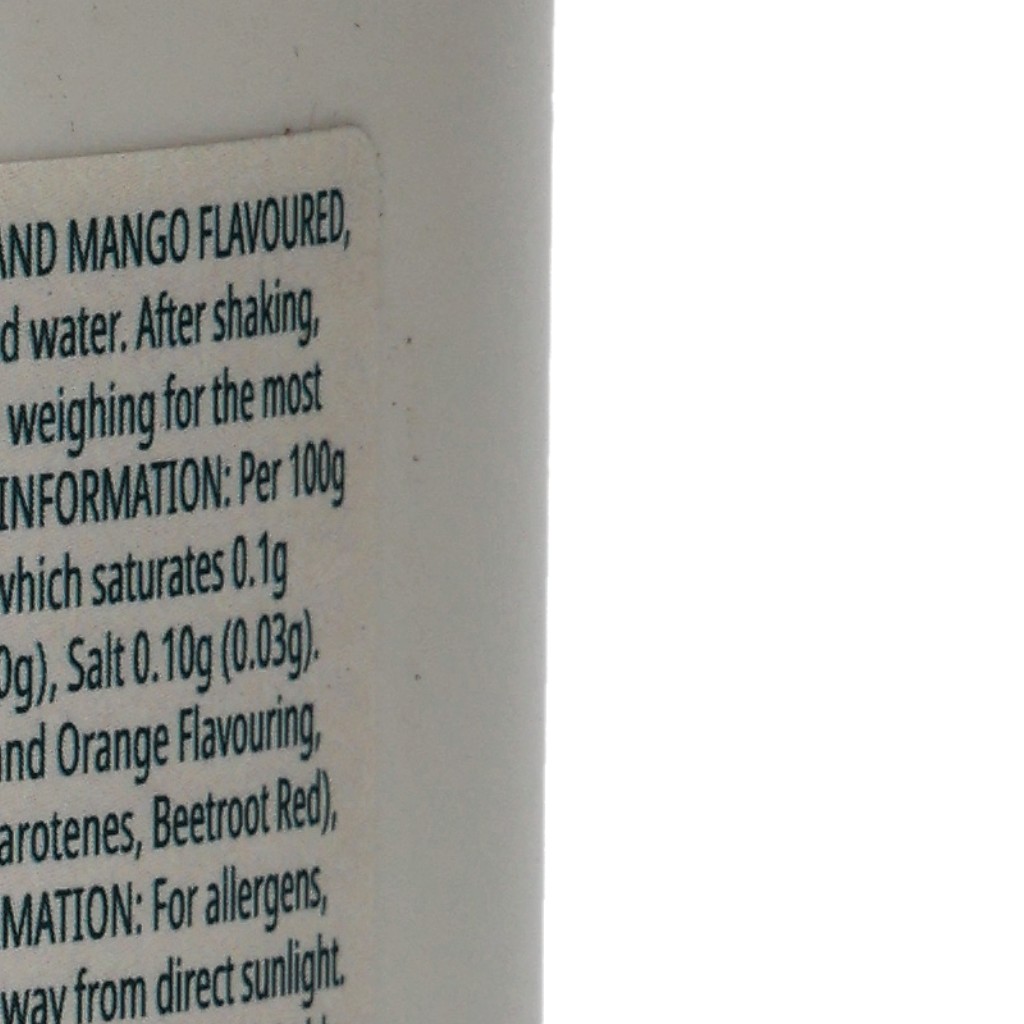 AND MANGO FLAVOURED,
d water. After shaking,
weighing for the most
INFORMATION: Per 100g
which saturates 0.1g
0g), Salt 0.10g (0.03g).
and Orange Flavouring,
arotenes, Beetroot Red),
MATION: For allergens,
way from direct sunlight.